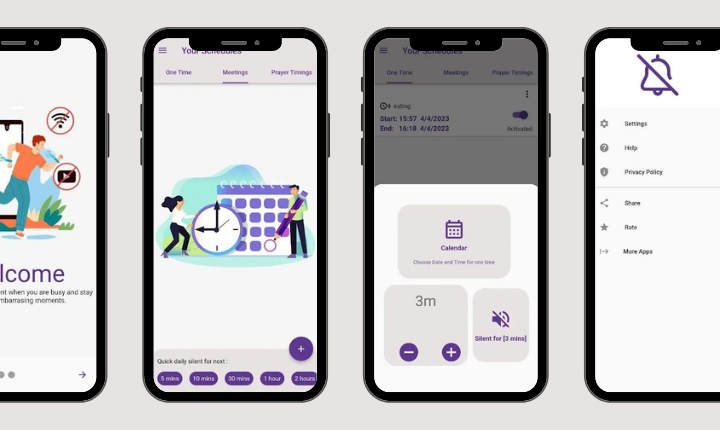 lcome
nt when you are busy and stay
mbarrasing moments.
Your Schedules
One Time Meetings Prayer Timings
Quick daily silent for next :
5 mins 10 mins 30 mins 1 hour 2 hours
Your Schedules
One Time Meetings Prayer Timings
eating
Start: 15:57 4/4/2023
End: 16:18 4/4/2023
Activated
Calendar
Choose Date and Time for one time
3m
Silent for [3 mins]
Settings
Help
Privacy Policy
Share
Rate
More Apps